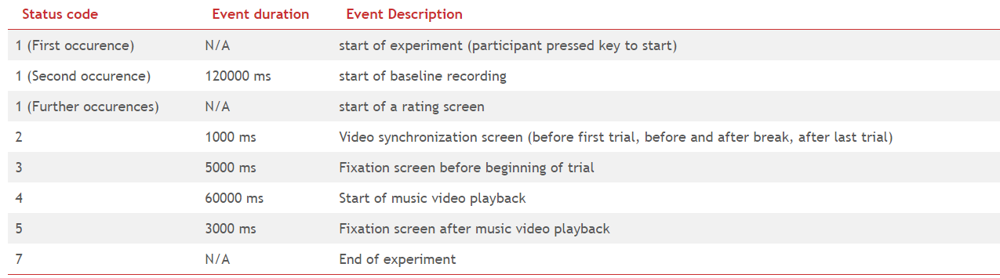 Status code Event duration Event Description
1 (First occurence) N/A start of experiment (participant pressed key to start)
1 (Second occurence) 120000 ms start of baseline recording
1 (Further occurences) N/A start of a rating screen
2 1000 ms Video synchronization screen (before first trial, before and after break, after last trial)
3 5000 ms Fixation screen before beginning of trial
4 60000 ms Start of music video playback
5 3000 ms Fixation screen after music video playback
7 N/A End of experiment